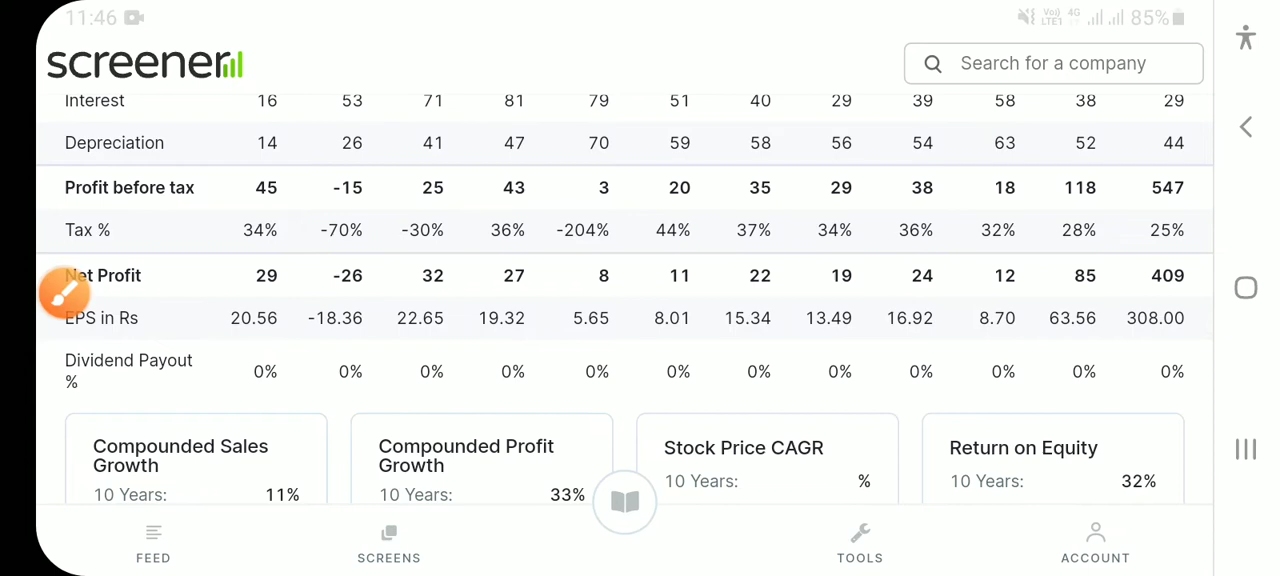 11:46 Vo) LTE1 4G 85%
screener Search for a company
Interest 16 53 71 81 79 51 40 29 39 58 38 29
Depreciation 14 26 41 47 70 59 58 56 54 63 52 44
Profit before tax 45 -15 25 43 3 20 35 29 38 18 118 547
Tax % 34% -70% -30% 36% -204% 44% 37% 34% 36% 32% 28% 25%
Net Profit 29 -26 32 27 8 11 22 19 24 12 85 409
EPS in Rs 20.56 -18.36 22.65 19.32 5.65 8.01 15.34 13.49 16.92 8.70 63.56 308.00
Dividend Payout
% 0% 0% 0% 0% 0% 0% 0% 0% 0% 0% 0% 0%
Compounded Sales
Growth
10 Years: 11%
Compounded Profit
Growth
10 Years: 33%
Stock Price CAGR
10 Years: %
Return on Equity
10 Years: 32%
FEED SCREENS TOOLS ACCOUNT